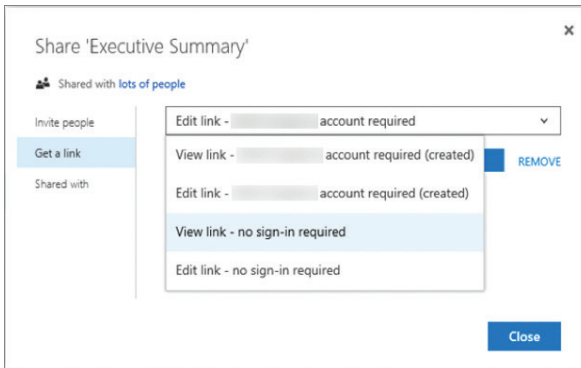 Share 'Executive Summary'
Shared with lots of people
Invite people
Get a link
Shared with
Edit link - account required
View link - account required (created)
Edit link - account required (created)
View link - no sign-in required
Edit link - no sign-in required
REMOVE
Close